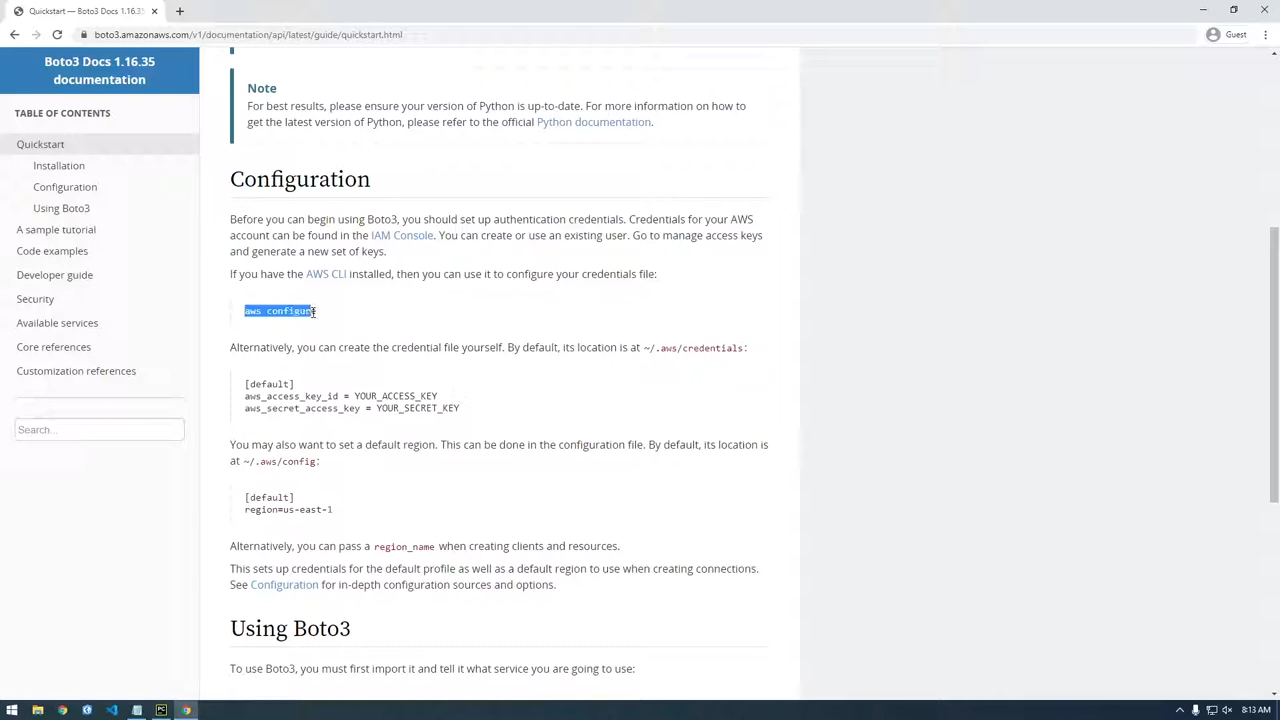 Quickstart — Boto3 Docs 1.16.35
boto3.amazonaws.com/v1/documentation/api/latest/guide/quickstart.html
Guest
Boto3 Docs 1.16.35
documentation
TABLE OF CONTENTS
Quickstart
Installation
Configuration
Using Boto3
A sample tutorial
Code examples
Developer guide
Security
Available services
Core references
Customization references
Search...
Note
For best results, please ensure your version of Python is up-to-date. For more information on how to
get the latest version of Python, please refer to the official Python documentation.
Configuration
Before you can begin using Boto3, you should set up authentication credentials. Credentials for your AWS
account can be found in the IAM Console. You can create or use an existing user. Go to manage access keys
and generate a new set of keys.
If you have the AWS CLI installed, then you can use it to configure your credentials file:
aws configure
Alternatively, you can create the credential file yourself. By default, its location is at ~/.aws/credentials:
[default]
aws_access_key_id = YOUR_ACCESS_KEY
aws_secret_access_key = YOUR_SECRET_KEY
You may also want to set a default region. This can be done in the configuration file. By default, its location is
at ~/.aws/config:
[default]
region=us-east-1
Alternatively, you can pass a region_name when creating clients and resources.
This sets up credentials for the default profile as well as a default region to use when creating connections.
See Configuration for in-depth configuration sources and options.
Using Boto3
To use Boto3, you must first import it and tell it what service you are going to use:
PC
8:13 AM